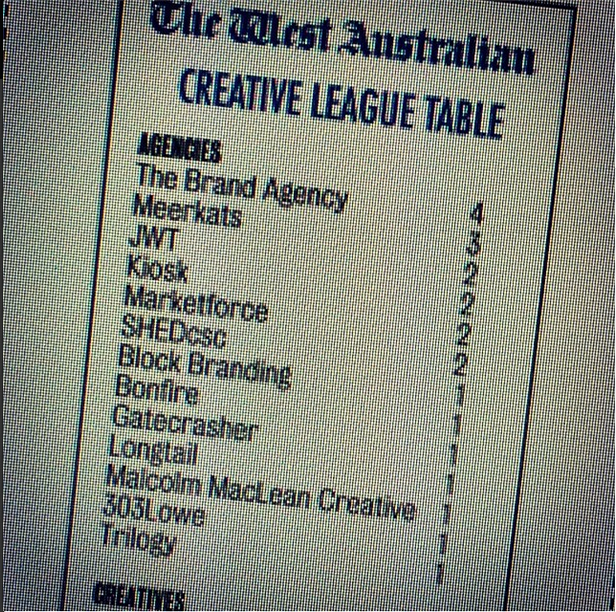 The West Australian
CREATIVE LEAGUE TABLE
AGENCIES
The Brand Agency 4
Meerkats 3
JWT 2
Kiosk 2
Marketforce 2
SHEDcsc 2
Block Branding 1
Bonfire 1
Gatecrasher 1
Longtail 1
Malcolm MacLean Creative 1
303Lowe 1
Trilogy 1
CREATIVES